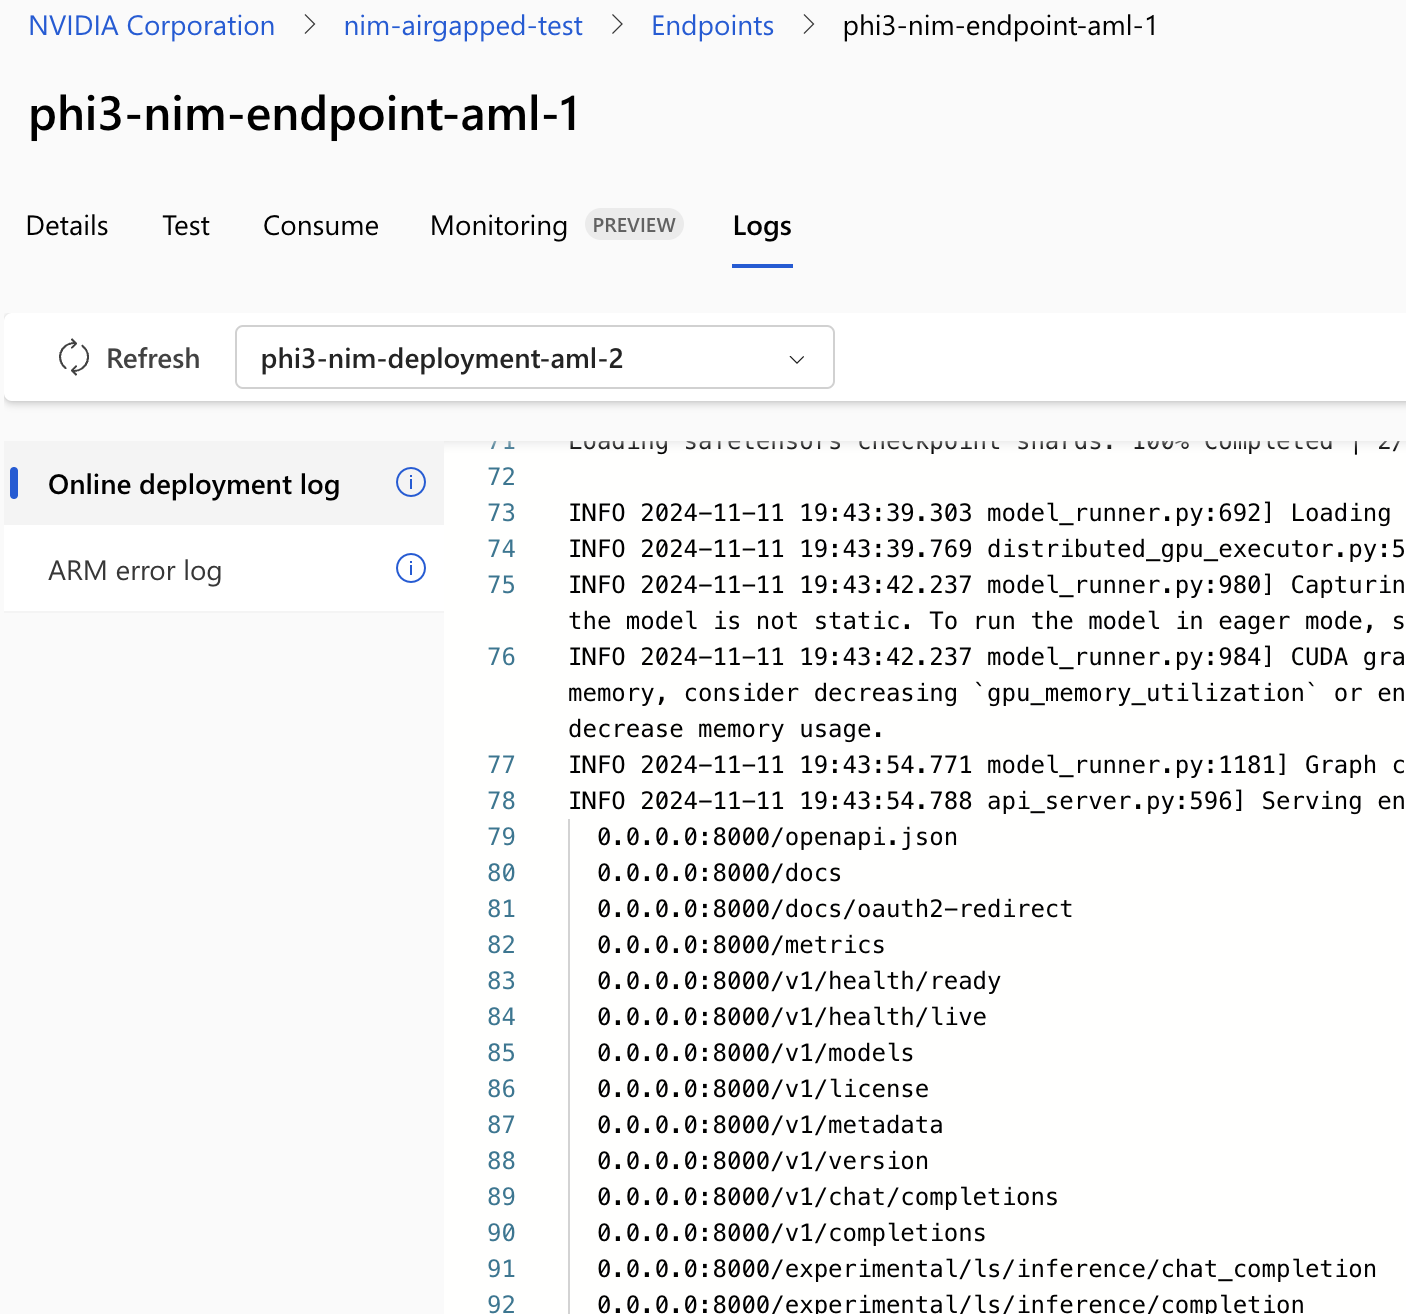 NVIDIA Corporation > nim-airgapped-test > Endpoints > phi3-nim-endpoint-aml-1
phi3-nim-endpoint-aml-1
Details Test Consume Monitoring PREVIEW Logs
Refresh phi3-nim-deployment-aml-2
Online deployment log
ARM error log
71 Loading safetensors checkpoint shards: 100% Completed | 2/
72
73 INFO 2024-11-11 19:43:39.303 model_runner.py:692] Loading
74 INFO 2024-11-11 19:43:39.769 distributed_gpu_executor.py:5
75 INFO 2024-11-11 19:43:42.237 model_runner.py:980] Capturin
the model is not static. To run the model in eager mode, s
76 INFO 2024-11-11 19:43:42.237 model_runner.py:984] CUDA gra
memory, consider decreasing `gpu_memory_utilization` or en
decrease memory usage.
77 INFO 2024-11-11 19:43:54.771 model_runner.py:1181] Graph c
78 INFO 2024-11-11 19:43:54.788 api_server.py:596] Serving en
79 0.0.0.0:8000/openapi.json
80 0.0.0.0:8000/docs
81 0.0.0.0:8000/docs/oauth2-redirect
82 0.0.0.0:8000/metrics
83 0.0.0.0:8000/v1/health/ready
84 0.0.0.0:8000/v1/health/live
85 0.0.0.0:8000/v1/models
86 0.0.0.0:8000/v1/license
87 0.0.0.0:8000/v1/metadata
88 0.0.0.0:8000/v1/version
89 0.0.0.0:8000/v1/chat/completions
90 0.0.0.0:8000/v1/completions
91 0.0.0.0:8000/experimental/ls/inference/chat_completion
92 0.0.0.0:8000/experimental/ls/inference/completion